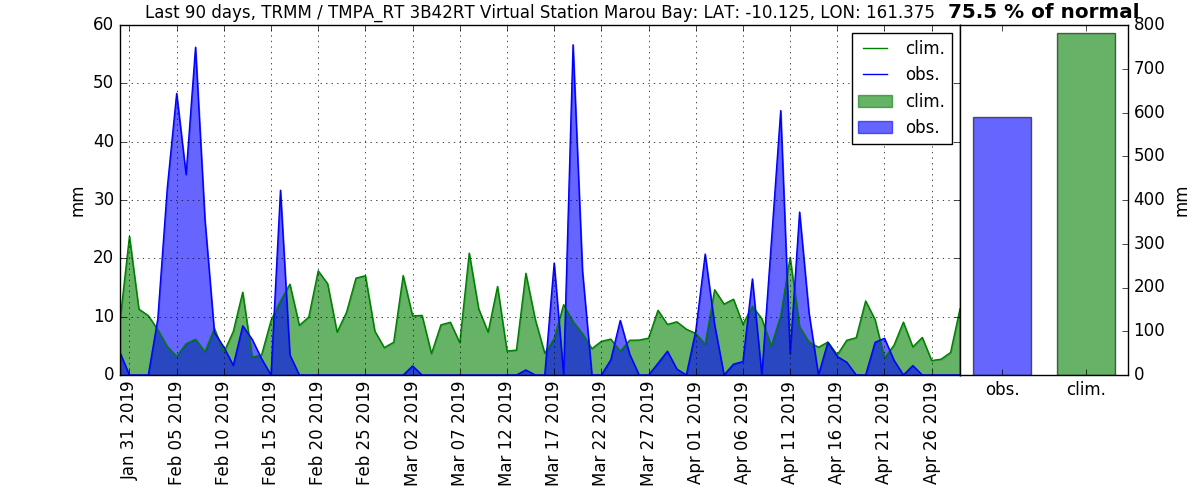 Last 90 days, TRMM / TMPA_RT 3B42RT Virtual Station Marou Bay: LAT: -10.125, LON: 161.375 75.5 % of normal
60
50
40
30
20
10
0
mm
clim.
obs.
clim.
obs.
800
700
600
500
400
300
200
100
0
mm
Jan 31 2019
Feb 05 2019
Feb 10 2019
Feb 15 2019
Feb 20 2019
Feb 25 2019
Mar 02 2019
Mar 07 2019
Mar 12 2019
Mar 17 2019
Mar 22 2019
Mar 27 2019
Apr 01 2019
Apr 06 2019
Apr 11 2019
Apr 16 2019
Apr 21 2019
Apr 26 2019
obs.
clim.